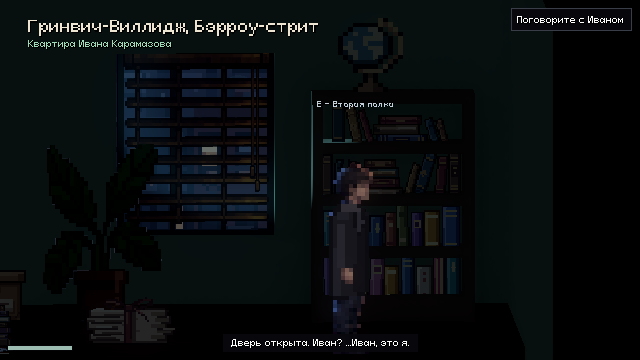 Гринвич-Виллидж, Бэрроу-стрит
Квартира Ивана Карамазова
Поговорите с Иваном
E - Вторая полка
Дверь открыта. Иван? ...Иван, это я.